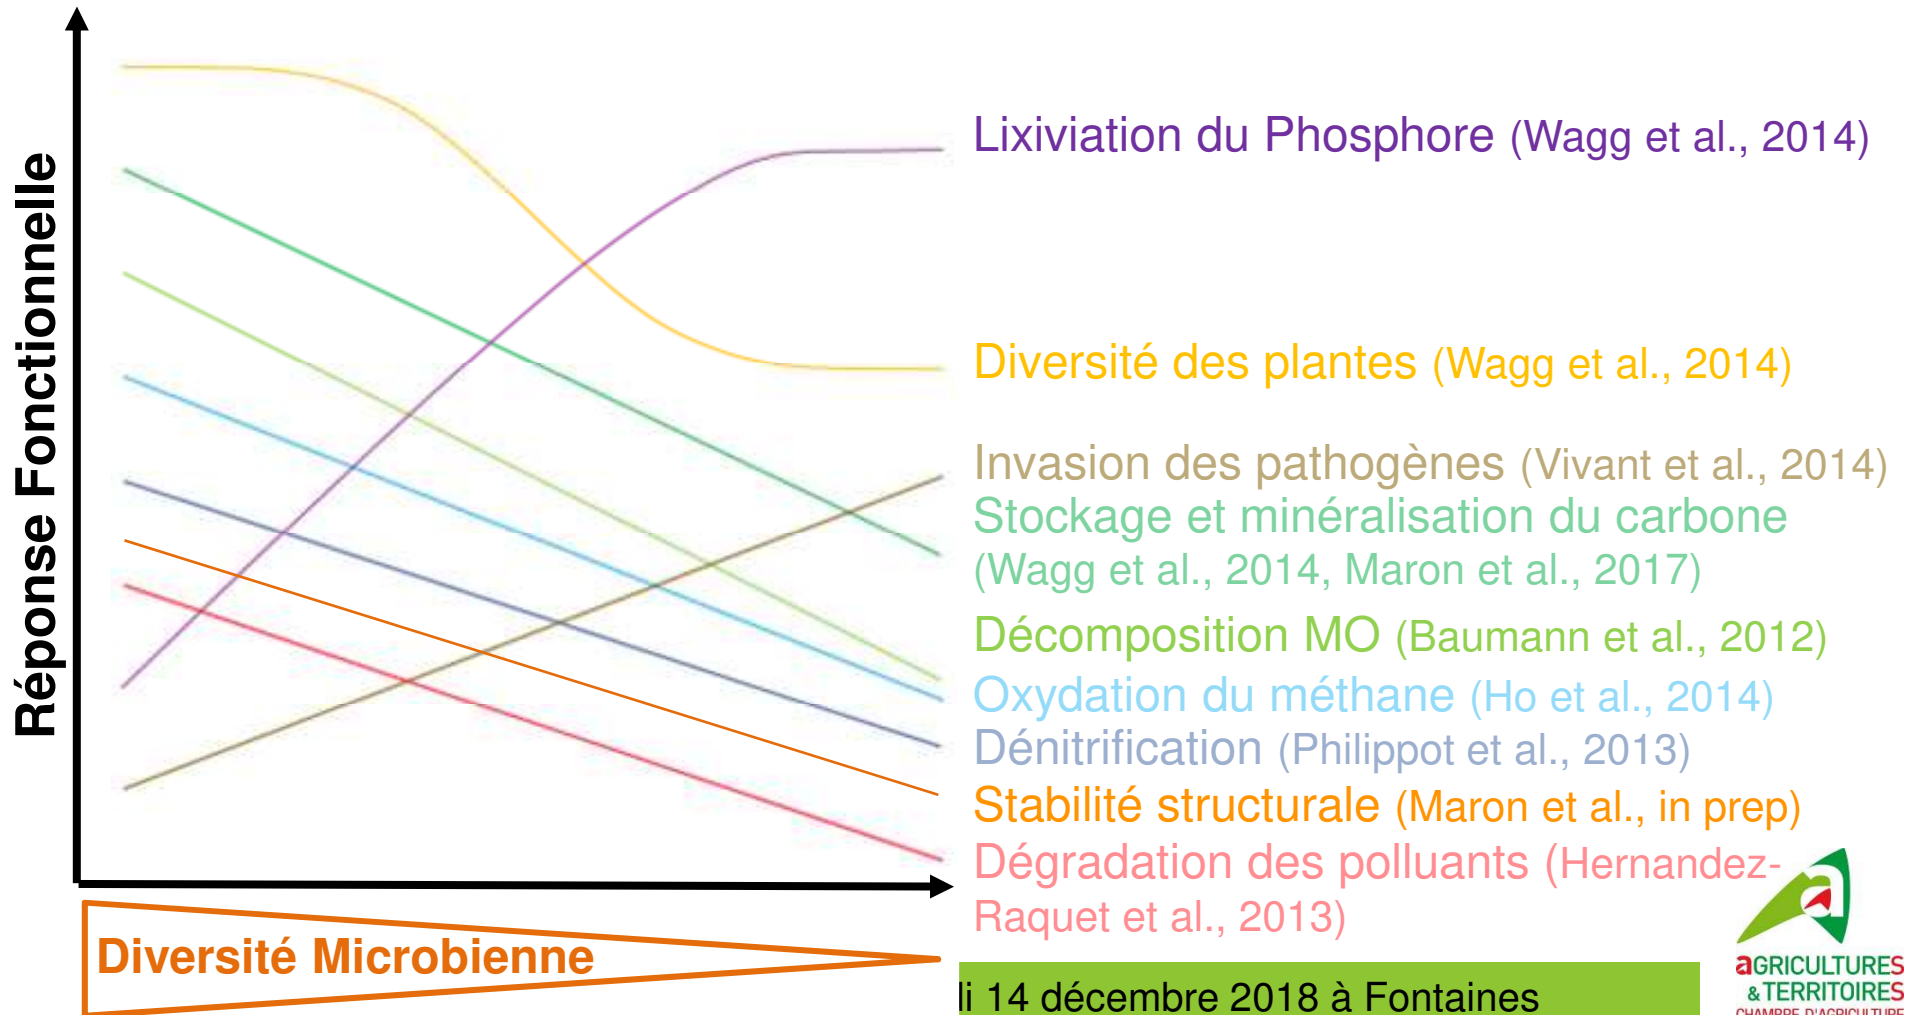 Réponse Fonctionnelle
Lixiviation du Phosphore (Wagg et al., 2014)
Diversité des plantes (Wagg et al., 2014)
Invasion des pathogènes (Vivant et al., 2014)
Stockage et minéralisation du carbone
(Wagg et al., 2014, Maron et al., 2017)
Décomposition MO (Baumann et al., 2012)
Oxydation du méthane (Ho et al., 2014)
Dénitrification (Philippot et al., 2013)
Stabilité structurale (Maron et al., in prep)
Dégradation des polluants (Hernandez-
Raquet et al., 2013)
Diversité Microbienne
di 14 décembre 2018 à Fontaines
aGRICULTURES
& TERRITOIRES
CHAMBRE D'AGRICULTURE